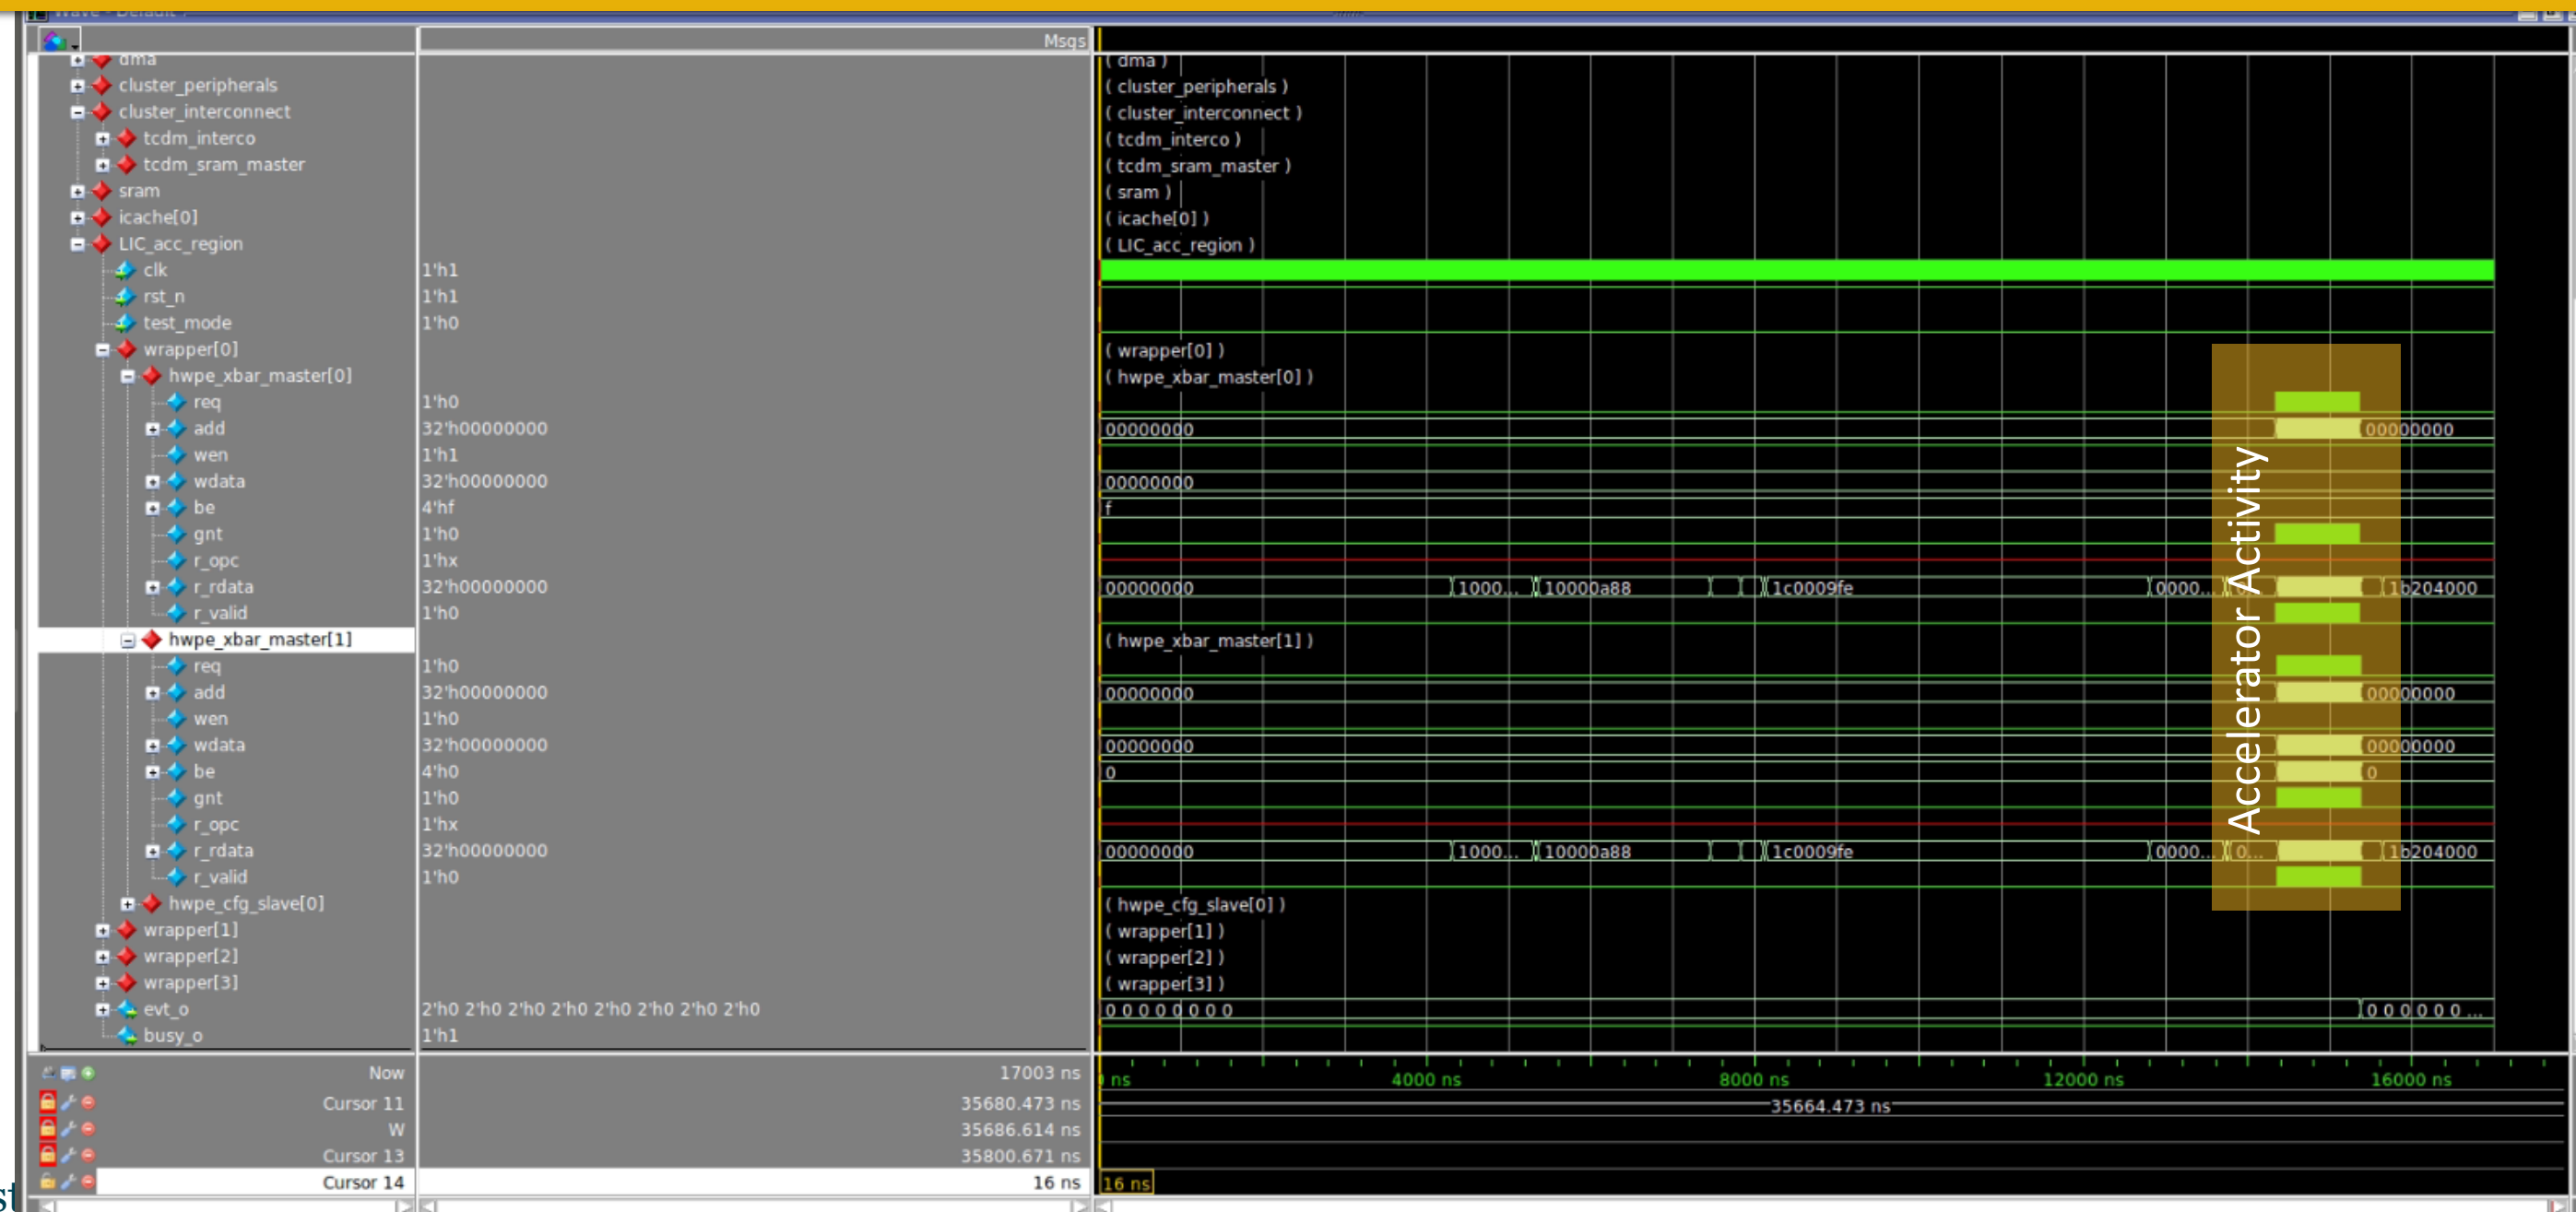 Wave - Default
Msgs
dma ( dma )
cluster_peripherals ( cluster_peripherals )
cluster_interconnect ( cluster_interconnect )
tcdm_interco ( tcdm_interco )
tcdm_sram_master ( tcdm_sram_master )
sram ( sram )
icache[0] ( icache[0] )
LIC_acc_region ( LIC_acc_region )
clk 1'h1
rst_n 1'h1
test_mode 1'h0
wrapper[0] ( wrapper[0] )
hwpe_xbar_master[0] ( hwpe_xbar_master[0] )
req 1'h0
add 32'h00000000 00000000 00000000
wen 1'h1
wdata 32'h00000000 00000000
be 4'hf f
gnt 1'h0
r_opc 1'hx
r_rdata 32'h00000000 00000000 1000... 10000a88 1c0009fe 0000... 0... 1b204000
r_valid 1'h0
hwpe_xbar_master[1] ( hwpe_xbar_master[1] )
req 1'h0
add 32'h00000000 00000000 00000000
wen 1'h0
wdata 32'h00000000 00000000 00000000
be 4'h0 0 0
gnt 1'h0
r_opc 1'hx
r_rdata 32'h00000000 00000000 1000... 10000a88 1c0009fe 0000... 0... 1b204000
r_valid 1'h0
hwpe_cfg_slave[0] ( hwpe_cfg_slave[0] )
wrapper[1] ( wrapper[1] )
wrapper[2] ( wrapper[2] )
wrapper[3] ( wrapper[3] )
evt_o 2'h0 2'h0 2'h0 2'h0 2'h0 2'h0 2'h0 2'h0 0 0 0 0 0 0 0 0 0 0 0 0 0 0 ...
busy_o 1'h1
Accelerator Activity
Now 17003 ns ns 4000 ns 8000 ns 12000 ns 16000 ns
Cursor 11 35680.473 ns 35664.473 ns
W 35686.614 ns
Cursor 13 35800.671 ns
Cursor 14 16 ns 16 ns
st